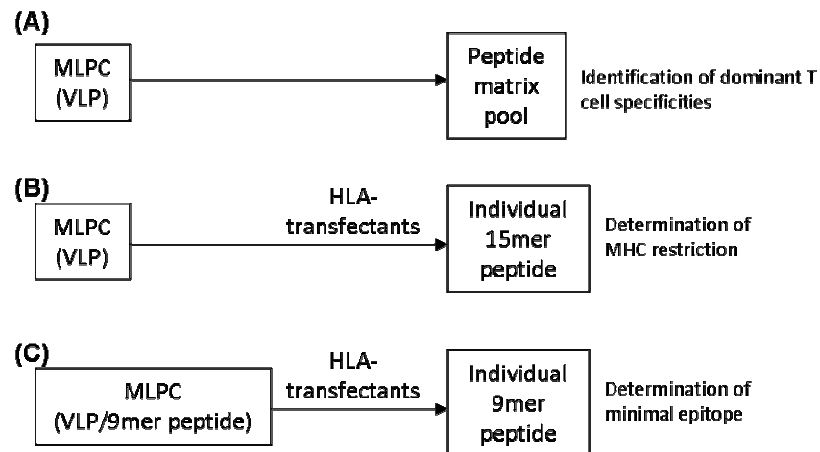 (A)
MLPC
(VLP)
Peptide
matrix
pool
Identification of dominant T
cell specificities
(B)
MLPC
(VLP)
HLA-
transfectants
Individual
15mer
peptide
Determination of
MHC restriction
(C)
MLPC
(VLP/9mer peptide)
HLA-
transfectants
Individual
9mer
peptide
Determination of
minimal epitope